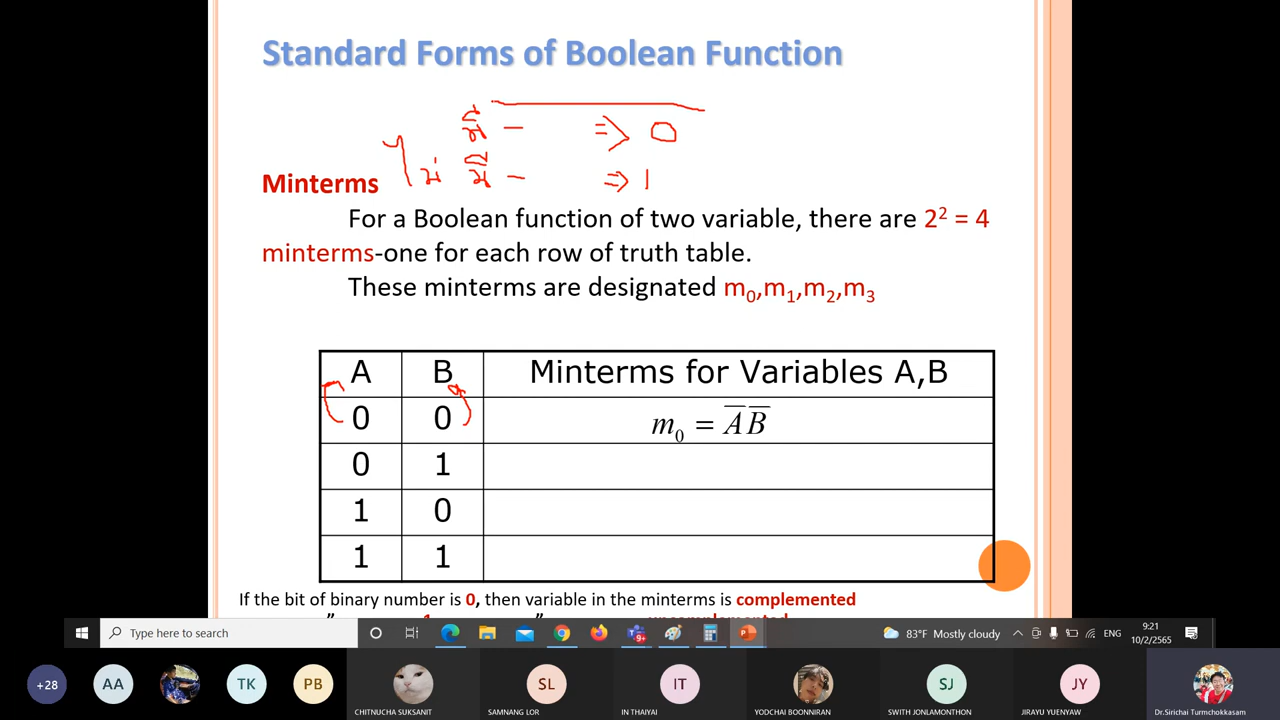 Standard Forms of Boolean Function
มี – ⇒ 0
ไม่ มี – ⇒ 1
Minterms
For a Boolean function of two variable, there are 2² = 4
minterms-one for each row of truth table.
These minterms are designated m₀,m₁,m₂,m₃
A B Minterms for Variables A,B
0 0 m₀ = A̅ B̅
0 1
1 0
1 1
If the bit of binary number is 0, then variable in the minterms is complemented
Type here to search
9+
83°F Mostly cloudy
ENG
9:21
10/2/2565
+28
AA
TK
PB
CHITNUCHA SUKSANIT
SL
SAMNANG LOR
IT
IN THAIYAI
YODCHAI BOONNIRAN
SJ
SWITH JONLAMONTHON
JY
JIRAYU YUENYAW
Dr.Sirichai Turmchokkasam